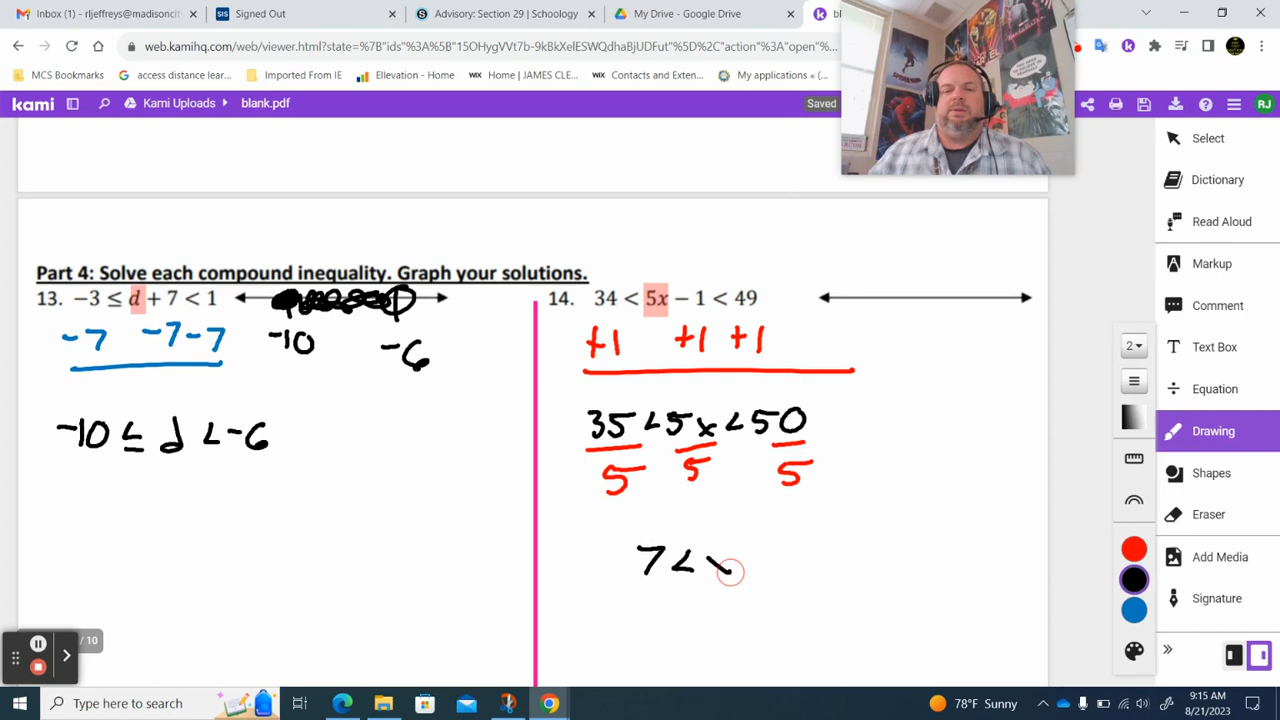 Inbox (1) - rljeffreys@madisoncit
Signed Out
Advisory: Section 29 | Schoology
My Drive - Google Drive
web.kamihq.com/web/viewer.html?state=%7B"ids"%3A%5B"15OFjygVVt7b-9kBkXelESWQdhaBjUDFut"%5D%2C"action"%3A"open"...
MCS Bookmarks
access distance lear...
Imported From IE
Ellevation - Home
WIX Home | JAMES CLE...
WIX Contacts and Exten...
My applications « (...
kami
Kami Uploads › blank.pdf
Saved
RJ
Select
Dictionary
Read Aloud
Markup
Comment
Text Box
Equation
Drawing
Shapes
Eraser
Add Media
Signature
2
Part 4: Solve each compound inequality. Graph your solutions.
13. −3 ≤ d + 7 < 1
14. 34 < 5x − 1 < 49
-7 -7 -7
-10 -6
+1 +1 +1
-10 ≤ d < -6
35 < 5x < 50
5 5 5
7 <
/ 10
Type here to search
78°F Sunny
9:15 AM
8/21/2023